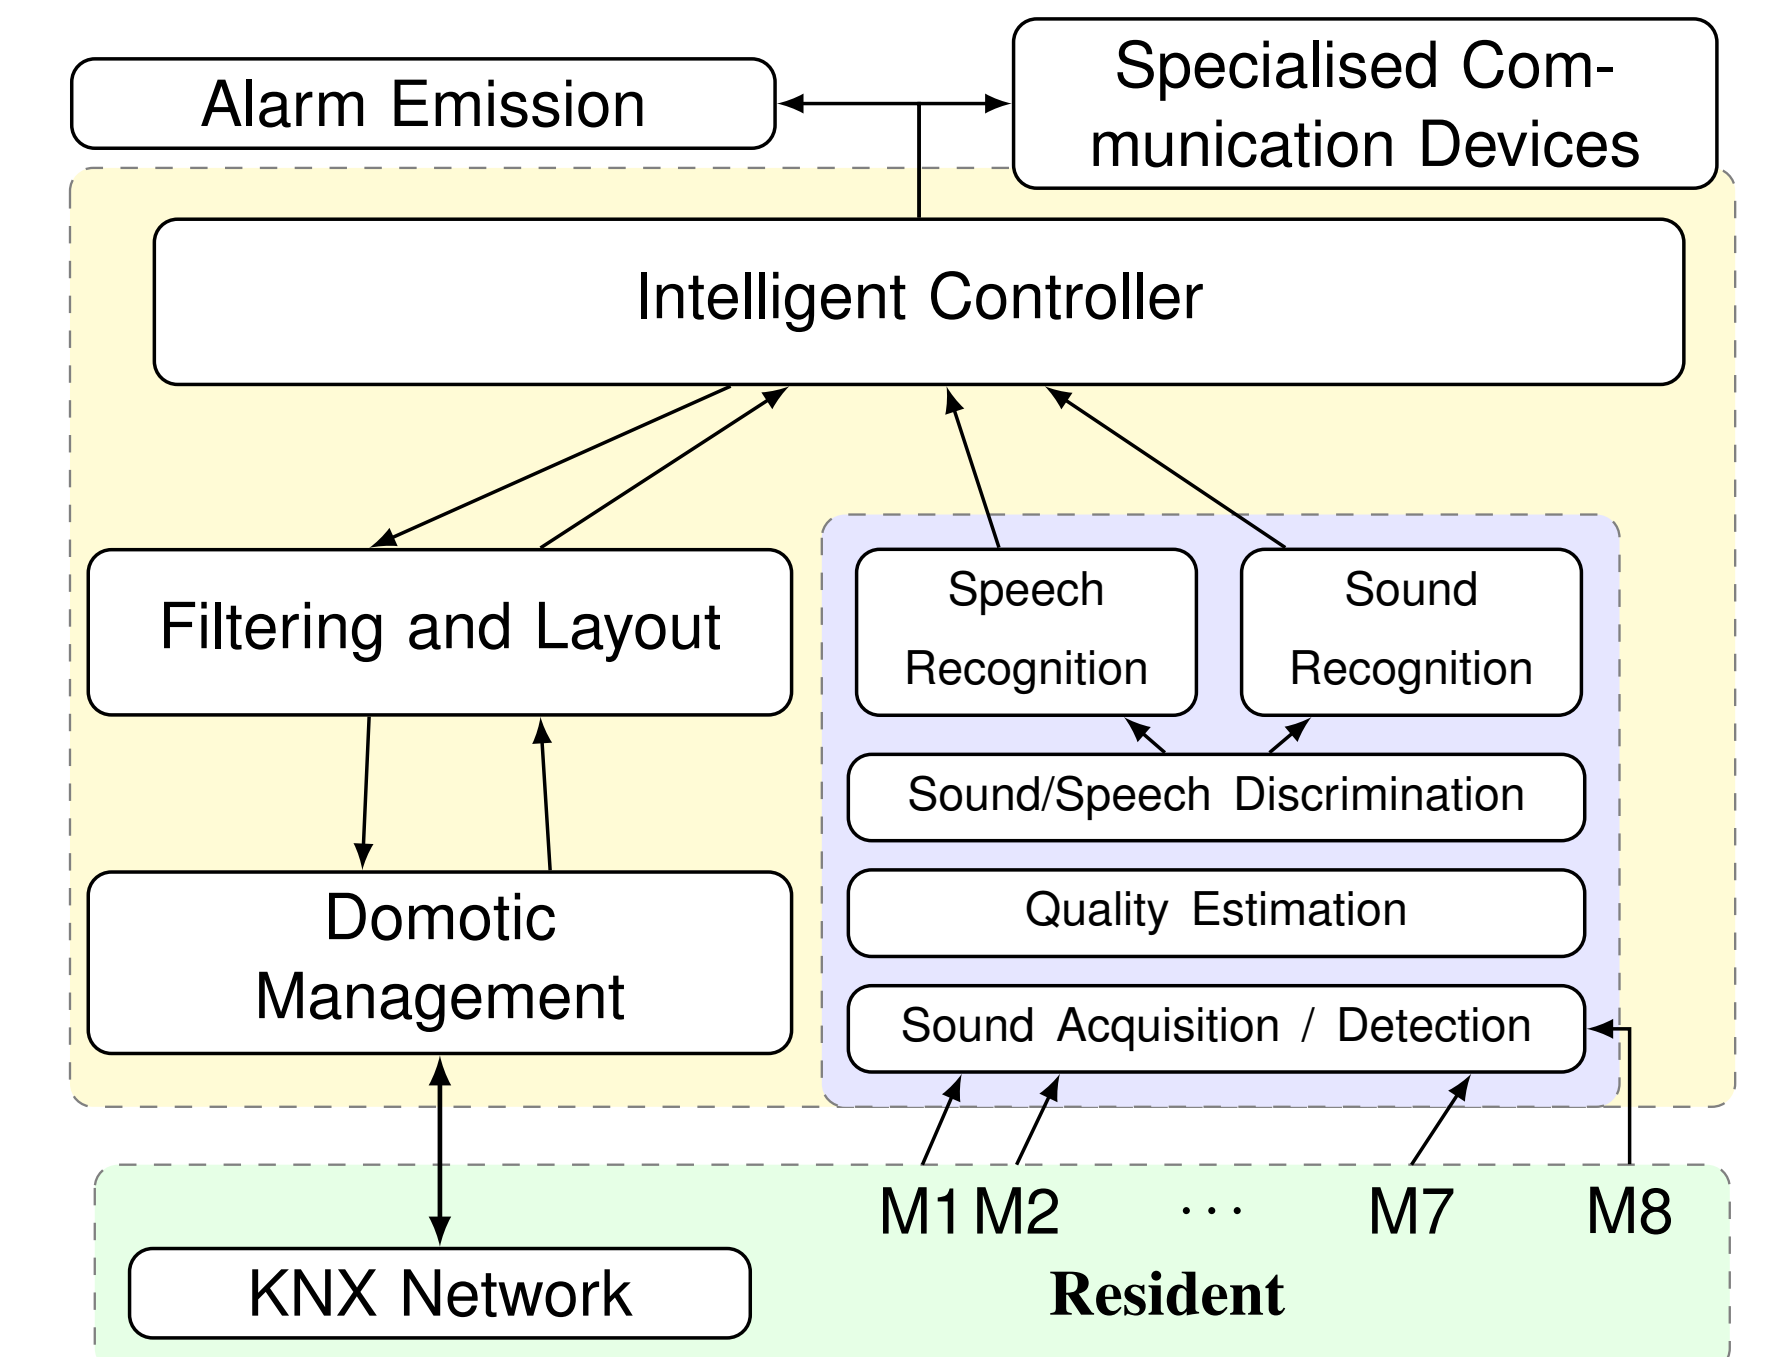 Alarm Emission
Specialised Com-
munication Devices
Intelligent Controller
Filtering and Layout
Speech
Recognition
Sound
Recognition
Sound/Speech Discrimination
Domotic
Management
Quality Estimation
Sound Acquisition / Detection
M1 M2 ... M7 M8
KNX Network
Resident